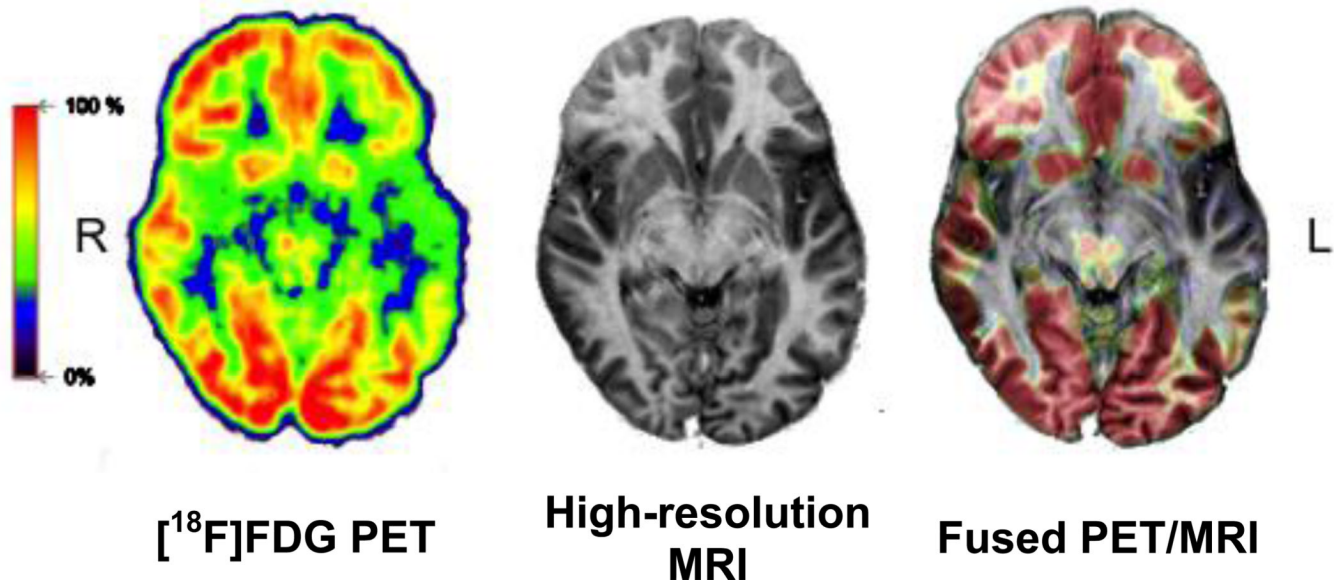 100 %
R
0%
L
[¹⁸F]FDG PET
High-resolution
MRI
Fused PET/MRI